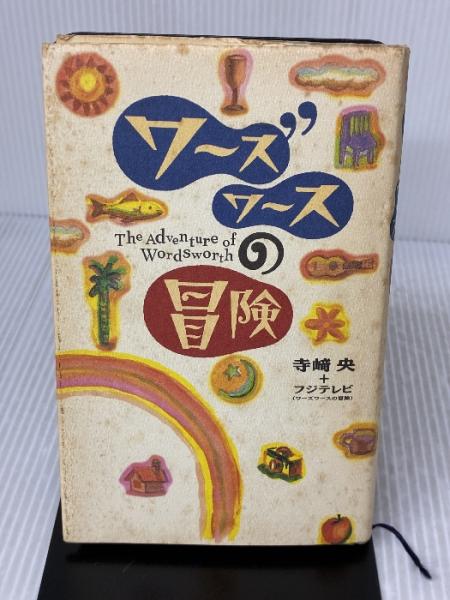 ワーズ
ワース
The Adventure of
Wordsworth
の
冒険
寺﨑 央
+
フジテレビ
(ワーズワースの冒険)